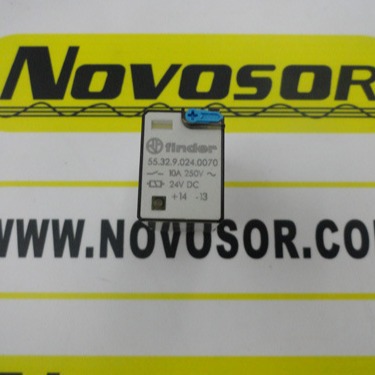 NOVOSOR
finder
55.32.9.024.0070
10A 250V ~
24V DC
+14 -13
WWW.NOVOSOR.CO